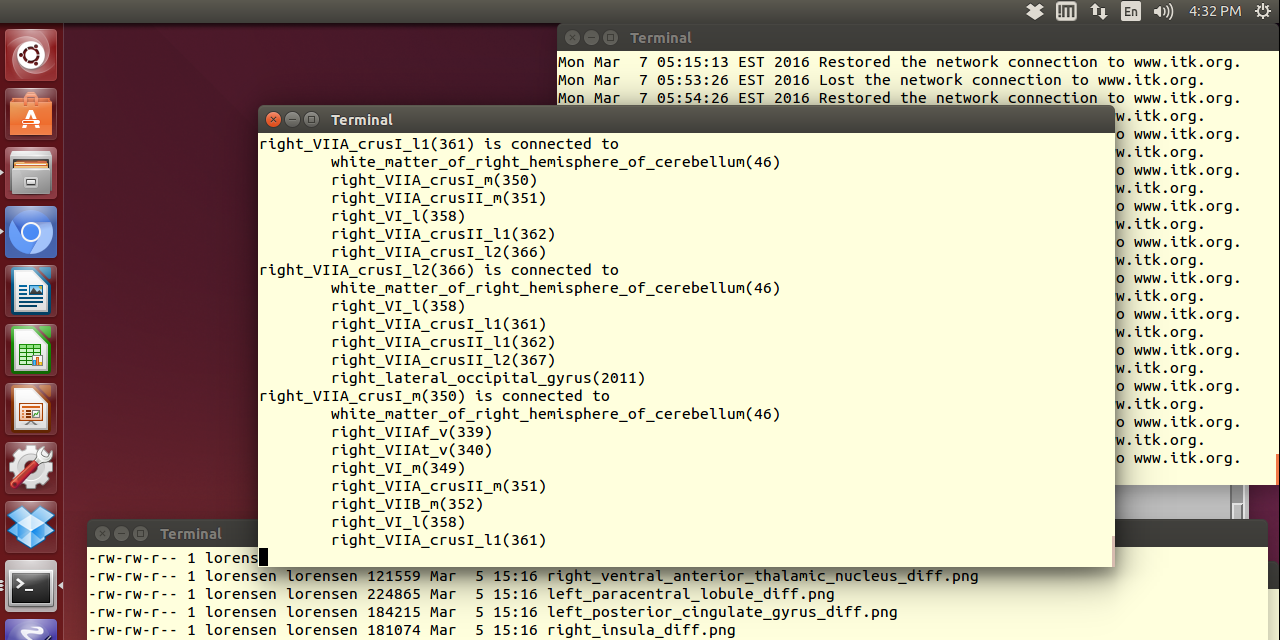 En 4:32 PM
Terminal
Mon Mar  7 05:15:13 EST 2016 Restored the network connection to www.itk.org.
Mon Mar  7 05:53:26 EST 2016 Lost the network connection to www.itk.org.
Mon Mar  7 05:54:26 EST 2016 Restored the network connection to www.itk.org.
w.itk.org.
o www.itk.org.
w.itk.org.
o www.itk.org.
w.itk.org.
o www.itk.org.
w.itk.org.
o www.itk.org.
w.itk.org.
o www.itk.org.
w.itk.org.
o www.itk.org.
w.itk.org.
o www.itk.org.
w.itk.org.
o www.itk.org.
w.itk.org.
o www.itk.org.
w.itk.org.
o www.itk.org.
Terminal
right_VIIA_crusI_l1(361) is connected to
white_matter_of_right_hemisphere_of_cerebellum(46)
right_VIIA_crusI_m(350)
right_VIIA_crusII_m(351)
right_VI_l(358)
right_VIIA_crusII_l1(362)
right_VIIA_crusI_l2(366)
right_VIIA_crusI_l2(366) is connected to
white_matter_of_right_hemisphere_of_cerebellum(46)
right_VI_l(358)
right_VIIA_crusI_l1(361)
right_VIIA_crusII_l1(362)
right_VIIA_crusII_l2(367)
right_lateral_occipital_gyrus(2011)
right_VIIA_crusI_m(350) is connected to
white_matter_of_right_hemisphere_of_cerebellum(46)
right_VIIAf_v(339)
right_VIIAt_v(340)
right_VI_m(349)
right_VIIA_crusII_m(351)
right_VIIB_m(352)
right_VI_l(358)
right_VIIA_crusI_l1(361)
Terminal
-rw-rw-r-- 1 lorens
-rw-rw-r-- 1 lorensen lorensen 121559 Mar  5 15:16 right_ventral_anterior_thalamic_nucleus_diff.png
-rw-rw-r-- 1 lorensen lorensen 224865 Mar  5 15:16 left_paracentral_lobule_diff.png
-rw-rw-r-- 1 lorensen lorensen 184215 Mar  5 15:16 left_posterior_cingulate_gyrus_diff.png
-rw-rw-r-- 1 lorensen lorensen 181074 Mar  5 15:16 right_insula_diff.png